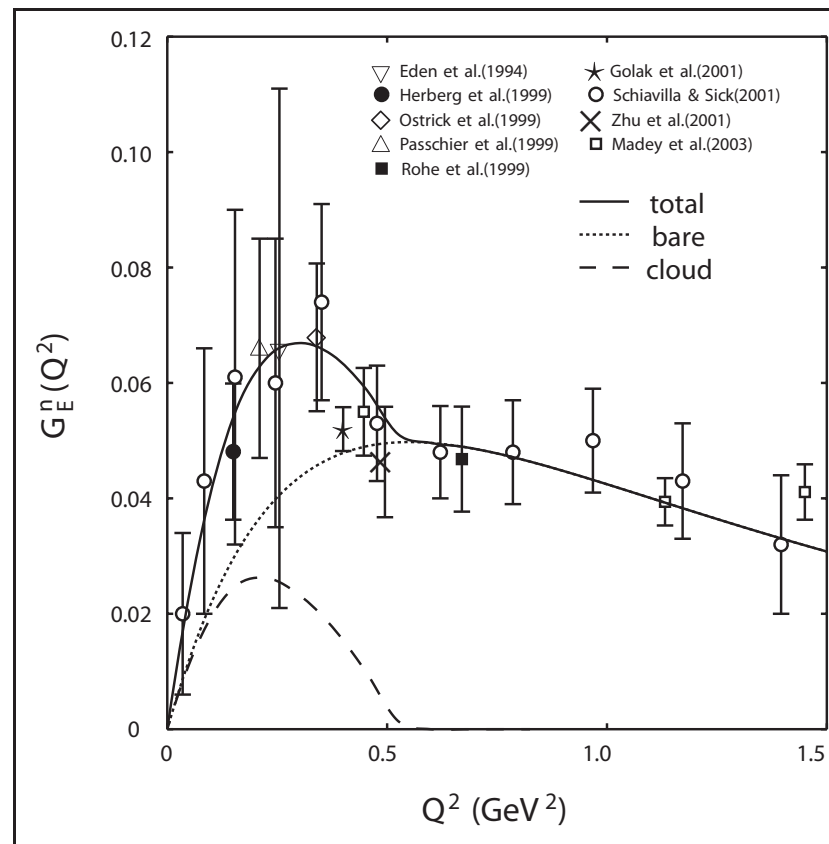 0.12
0.10
0.08
0.06
0.04
0.02
0
G_E^n(Q^2)
Eden et al.(1994)
Herberg et al.(1999)
Ostrick et al.(1999)
Passchier et al.(1999)
Rohe et al.(1999)
Golak et al.(2001)
Schiavilla & Sick(2001)
Zhu et al.(2001)
Madey et al.(2003)
total
bare
cloud
0 0.5 1.0 1.5
Q^2 (GeV^2)